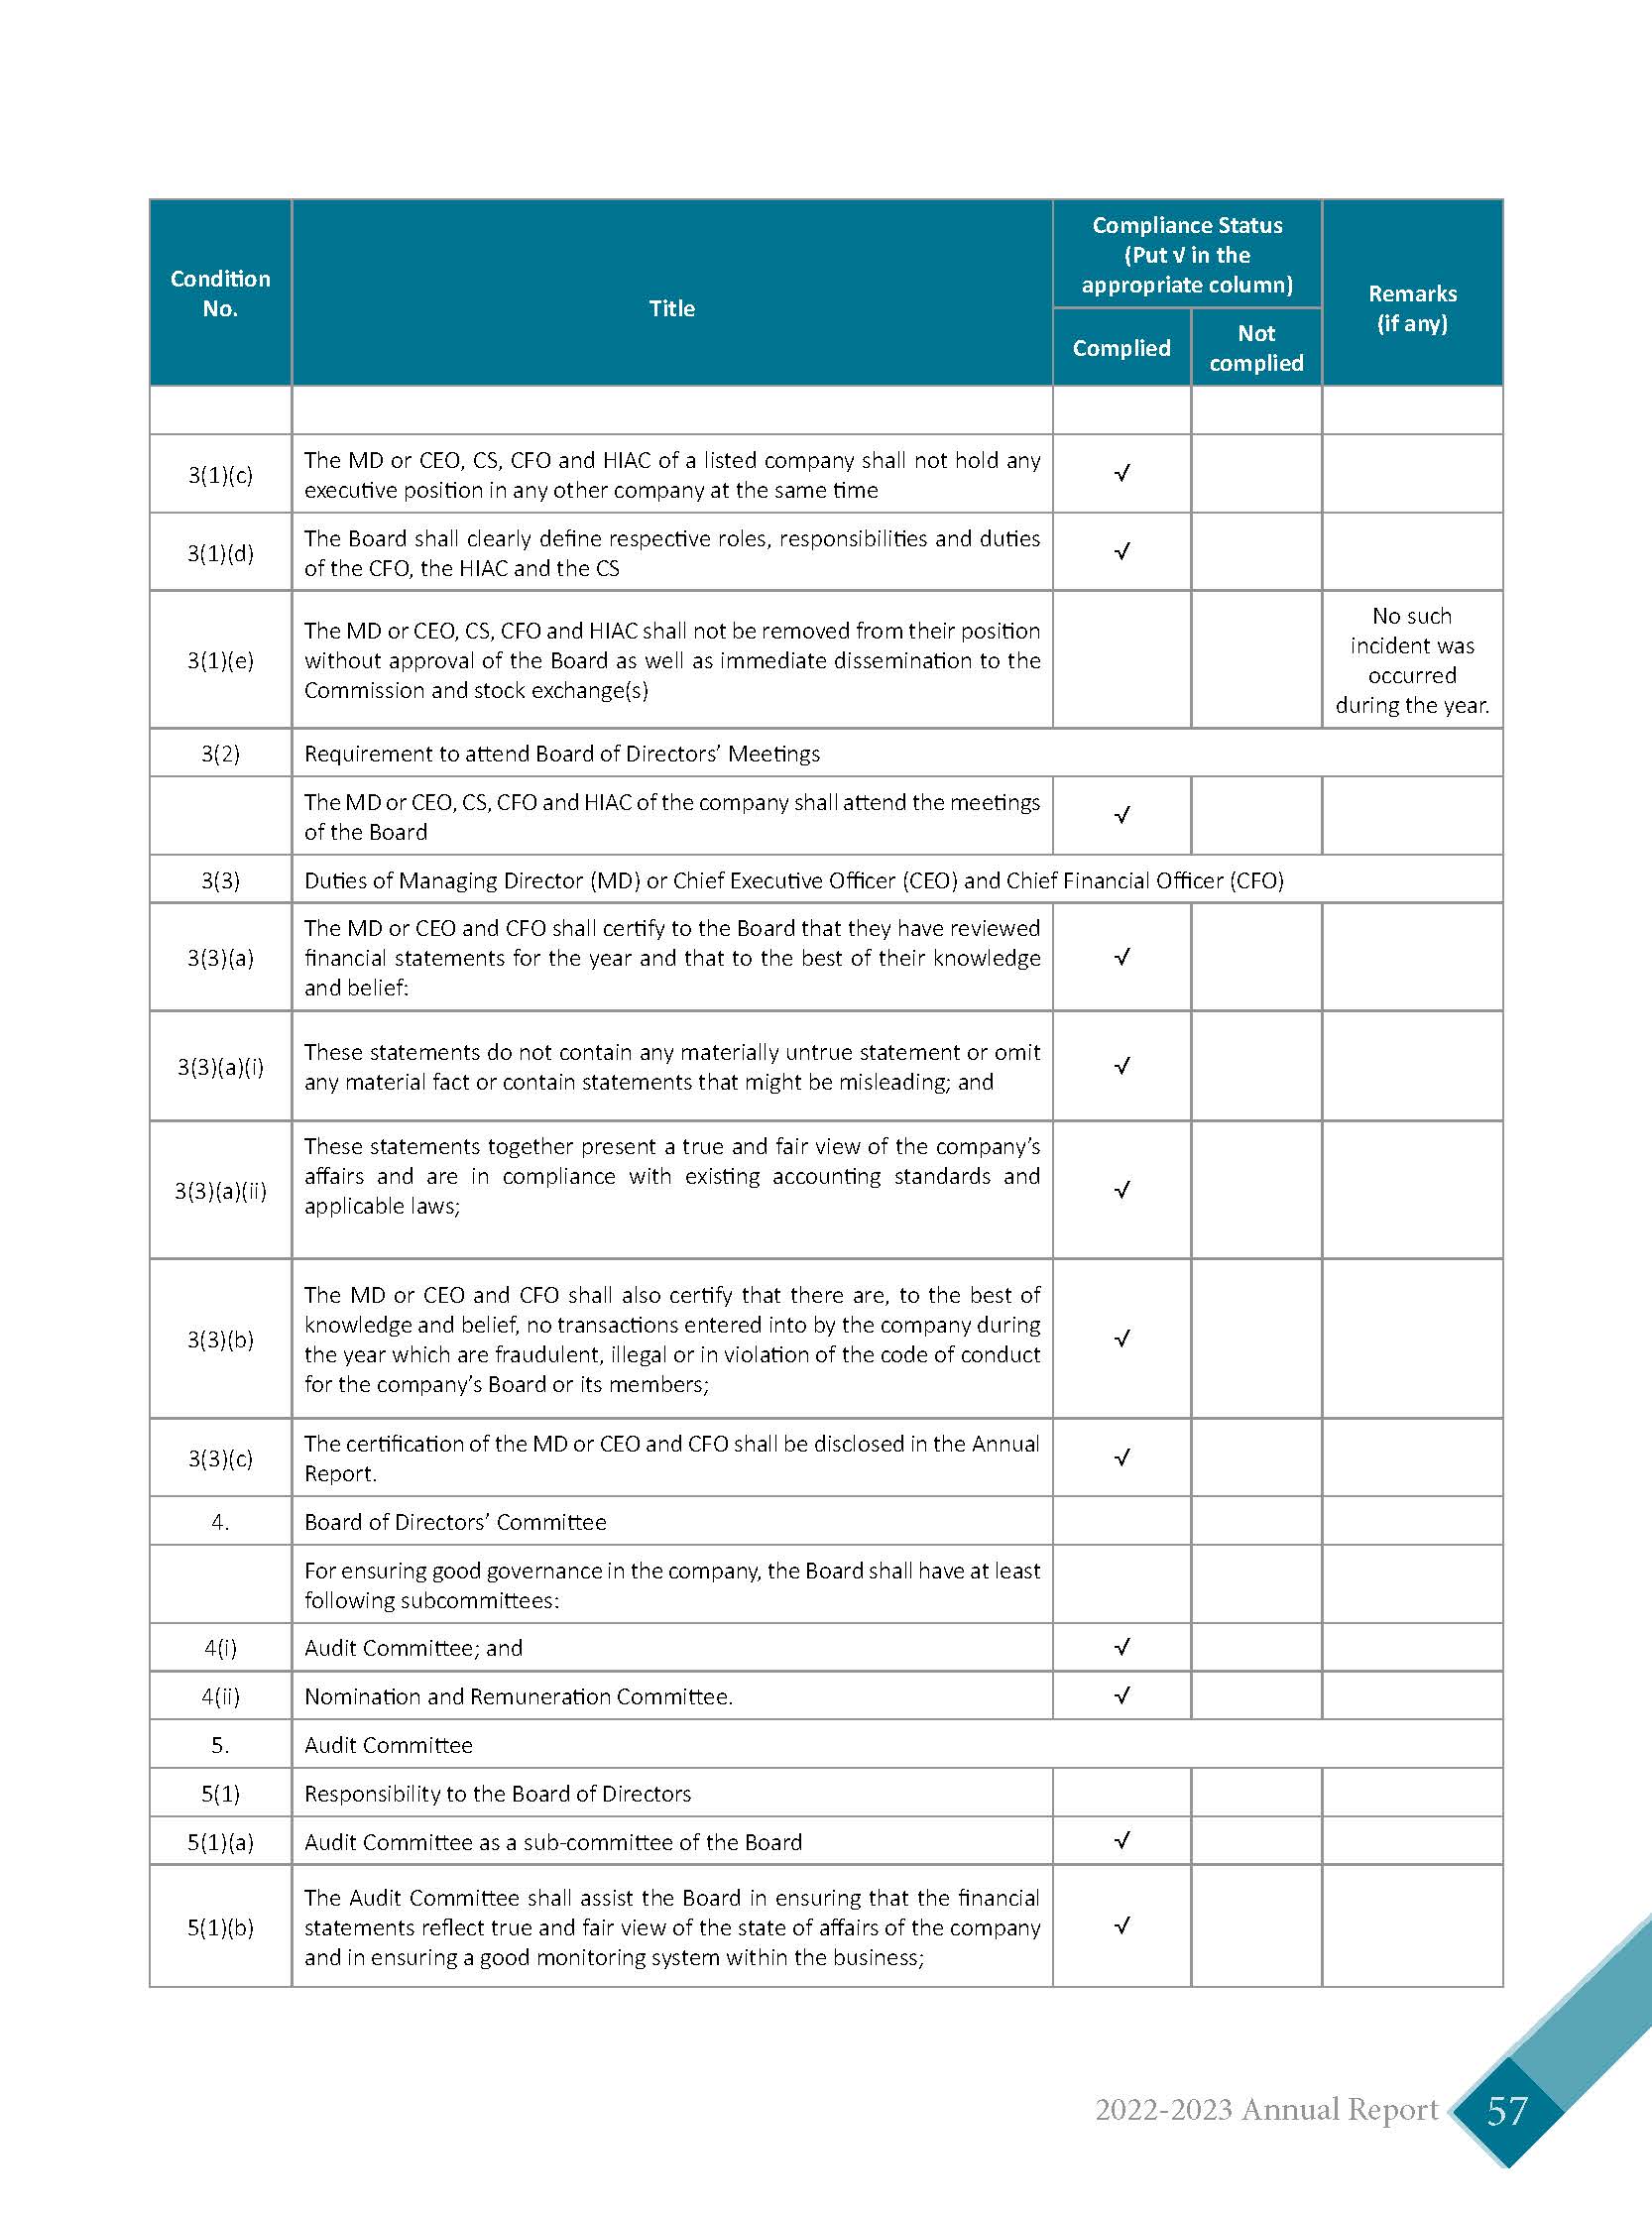 Condition
No.
Title
Compliance Status
(Put √ in the
appropriate column)
Complied
Not
complied
Remarks
(if any)
3(1)(c)
The MD or CEO, CS, CFO and HIAC of a listed company shall not hold any
executive position in any other company at the same time
√
3(1)(d)
The Board shall clearly define respective roles, responsibilities and duties
of the CFO, the HIAC and the CS
√
3(1)(e)
The MD or CEO, CS, CFO and HIAC shall not be removed from their position
without approval of the Board as well as immediate dissemination to the
Commission and stock exchange(s)
No such
incident was
occurred
during the year.
3(2)
Requirement to attend Board of Directors’ Meetings
The MD or CEO, CS, CFO and HIAC of the company shall attend the meetings
of the Board
√
3(3)
Duties of Managing Director (MD) or Chief Executive Officer (CEO) and Chief Financial Officer (CFO)
3(3)(a)
The MD or CEO and CFO shall certify to the Board that they have reviewed
financial statements for the year and that to the best of their knowledge
and belief:
√
3(3)(a)(i)
These statements do not contain any materially untrue statement or omit
any material fact or contain statements that might be misleading; and
√
3(3)(a)(ii)
These statements together present a true and fair view of the company’s
affairs and are in compliance with existing accounting standards and
applicable laws;
√
3(3)(b)
The MD or CEO and CFO shall also certify that there are, to the best of
knowledge and belief, no transactions entered into by the company during
the year which are fraudulent, illegal or in violation of the code of conduct
for the company’s Board or its members;
√
3(3)(c)
The certification of the MD or CEO and CFO shall be disclosed in the Annual
Report.
√
4.
Board of Directors’ Committee
For ensuring good governance in the company, the Board shall have at least
following subcommittees:
4(i)
Audit Committee; and
√
4(ii)
Nomination and Remuneration Committee.
√
5.
Audit Committee
5(1)
Responsibility to the Board of Directors
5(1)(a)
Audit Committee as a sub-committee of the Board
√
5(1)(b)
The Audit Committee shall assist the Board in ensuring that the financial
statements reflect true and fair view of the state of affairs of the company
and in ensuring a good monitoring system within the business;
√
2022-2023 Annual Report
57